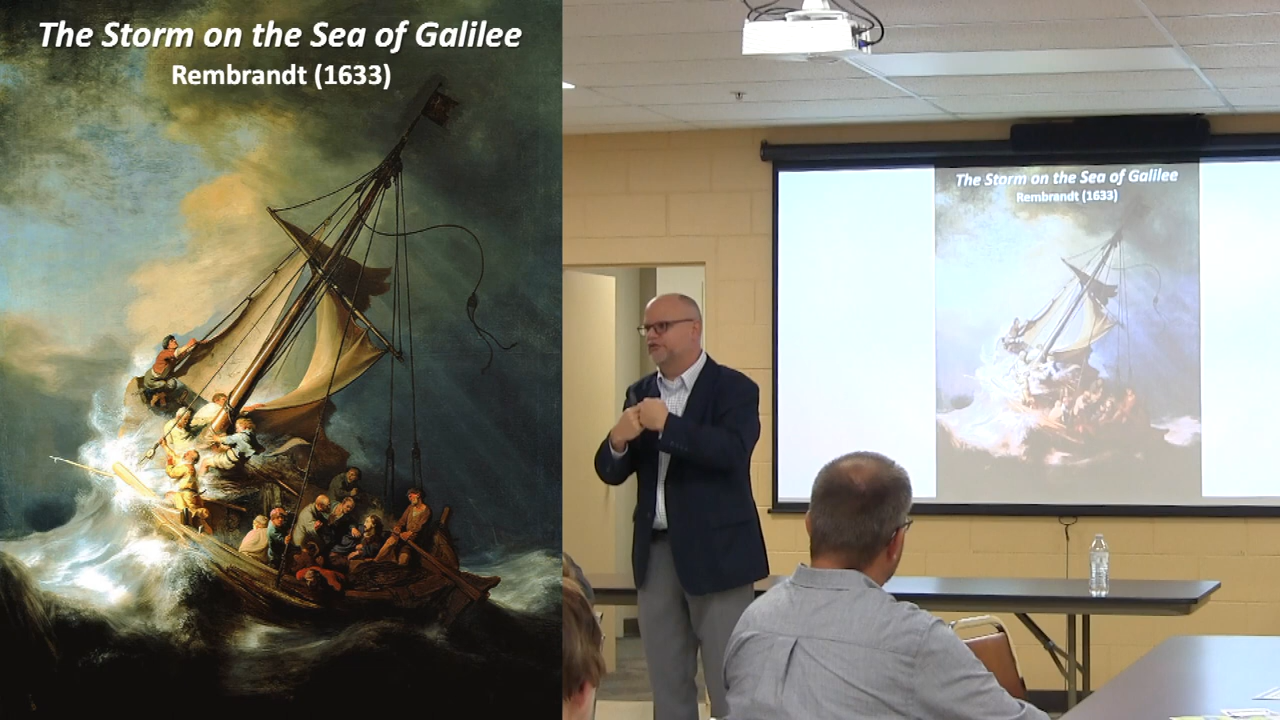 The Storm on the Sea of Galilee
Rembrandt (1633)
The Storm on the Sea of Galilee
Rembrandt (1633)